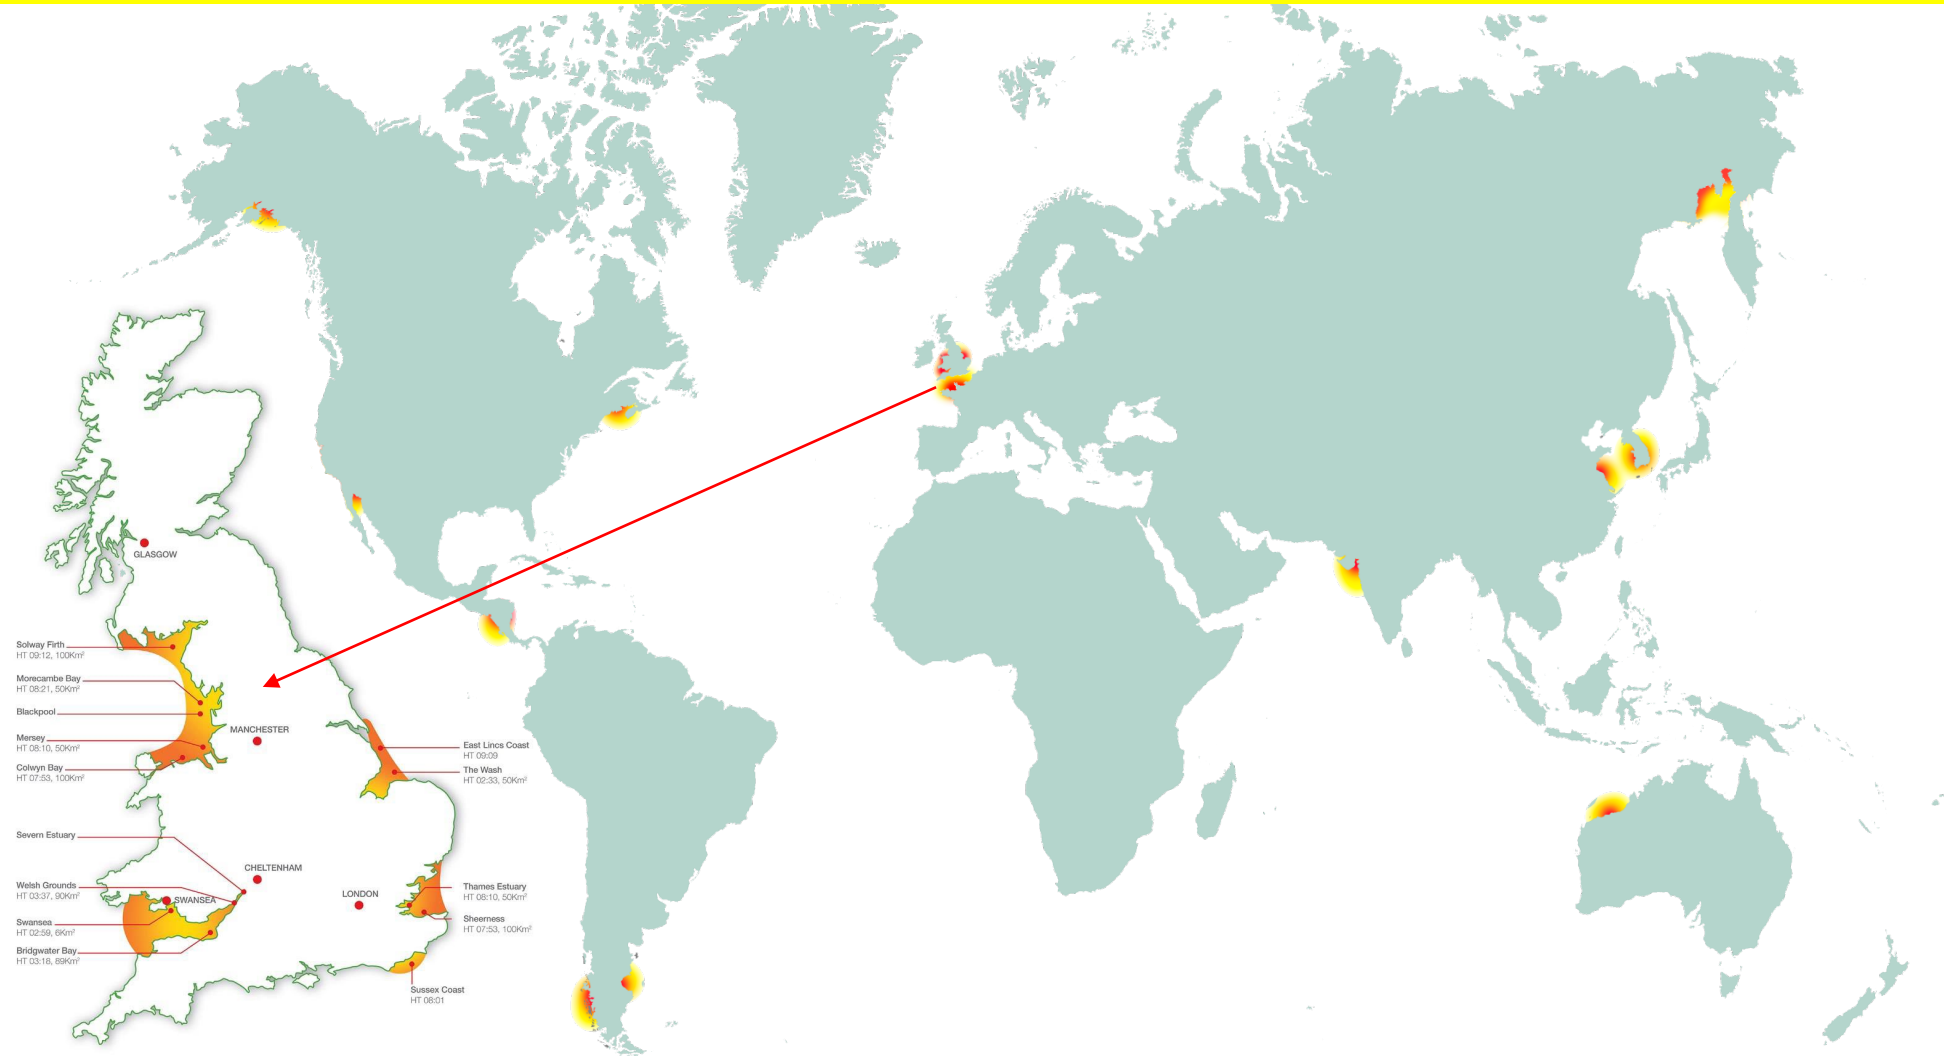 GLASGOW
Solway Firth
HT 09:12, 100Km²
Morecambe Bay
HT 08:21, 50Km²
Blackpool
MANCHESTER
Mersey
HT 08:10, 50Km²
Colwyn Bay
HT 07:53, 100Km²
East Lincs Coast
HT 09:09
The Wash
HT 02:33, 50Km²
Severn Estuary
CHELTENHAM
Welsh Grounds
HT 03:37, 90Km²
SWANSEA
LONDON
Thames Estuary
HT 08:10, 50Km²
Swansea
HT 02:59, 6Km²
Sheerness
HT 07:53, 100Km²
Bridgwater Bay
HT 03:18, 89Km²
Sussex Coast
HT 08:01